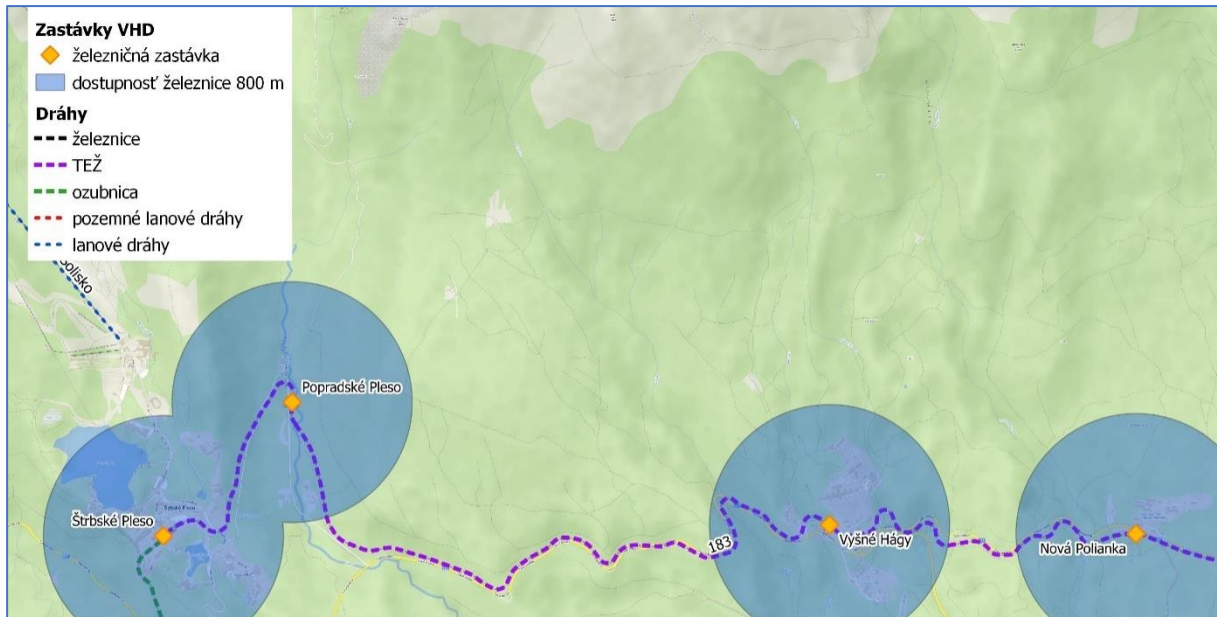 Zastávky VHD
železničná zastávka
dostupnosť železnice 800 m
Dráhy
železnice
TEŽ
ozubnica
pozemné lanové dráhy
lanové dráhy
Solisko
Popradské Pleso
Štrbské Pleso
183
Vyšné Hágy
Nová Polianka